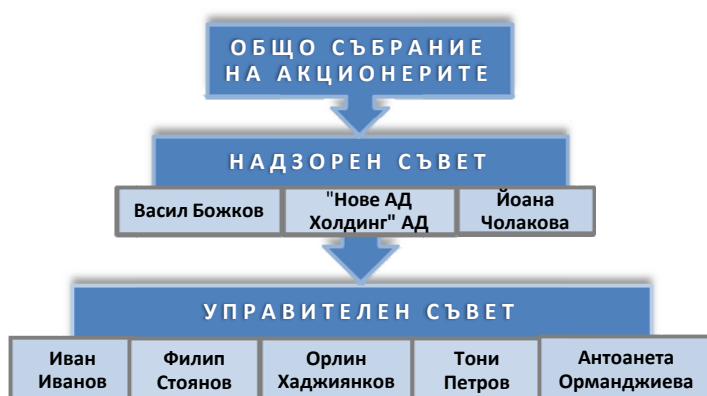 ОБЩО СЪБРАНИЕ
НА АКЦИОНЕРИТЕ
НАДЗОРЕН СЪВЕТ
Васил Божков
"Нове АД
Холдинг" АД
Йоана
Чолакова
УПРАВИТЕЛЕН СЪВЕТ
Иван
Иванов
Филип
Стоянов
Орлин
Хаджиянков
Тони
Петров
Антоанета
Орманджиева